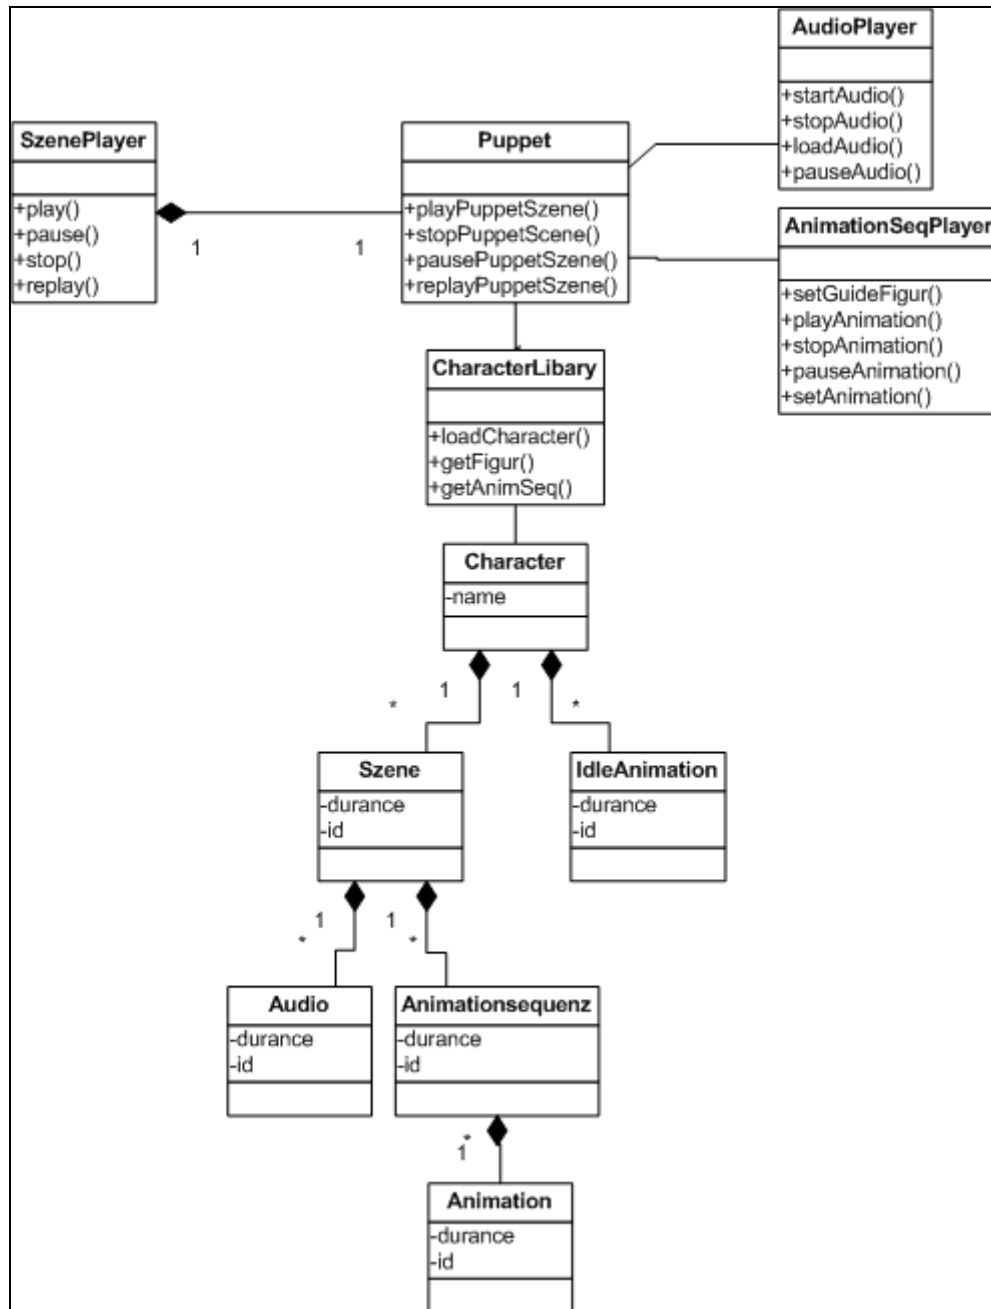 AudioPlayer
+startAudio()
+stopAudio()
+loadAudio()
+pauseAudio()
SzenePlayer
+play()
+pause()
+stop()
+replay()
1
1
Puppet
+playPuppetSzene()
+stopPuppetScene()
+pausePuppetSzene()
+replayPuppetSzene()
AnimationSeqPlayer
+setGuideFigur()
+playAnimation()
+stopAnimation()
+pauseAnimation()
+setAnimation()
CharacterLibary
+loadCharacter()
+getFigur()
+getAnimSeq()
Character
-name
1
*
1
*
Szene
-durance
-id
IdleAnimation
-durance
-id
1
*
1
*
Audio
-durance
-id
Animationsequenz
-durance
-id
*
1
Animation
-durance
-id